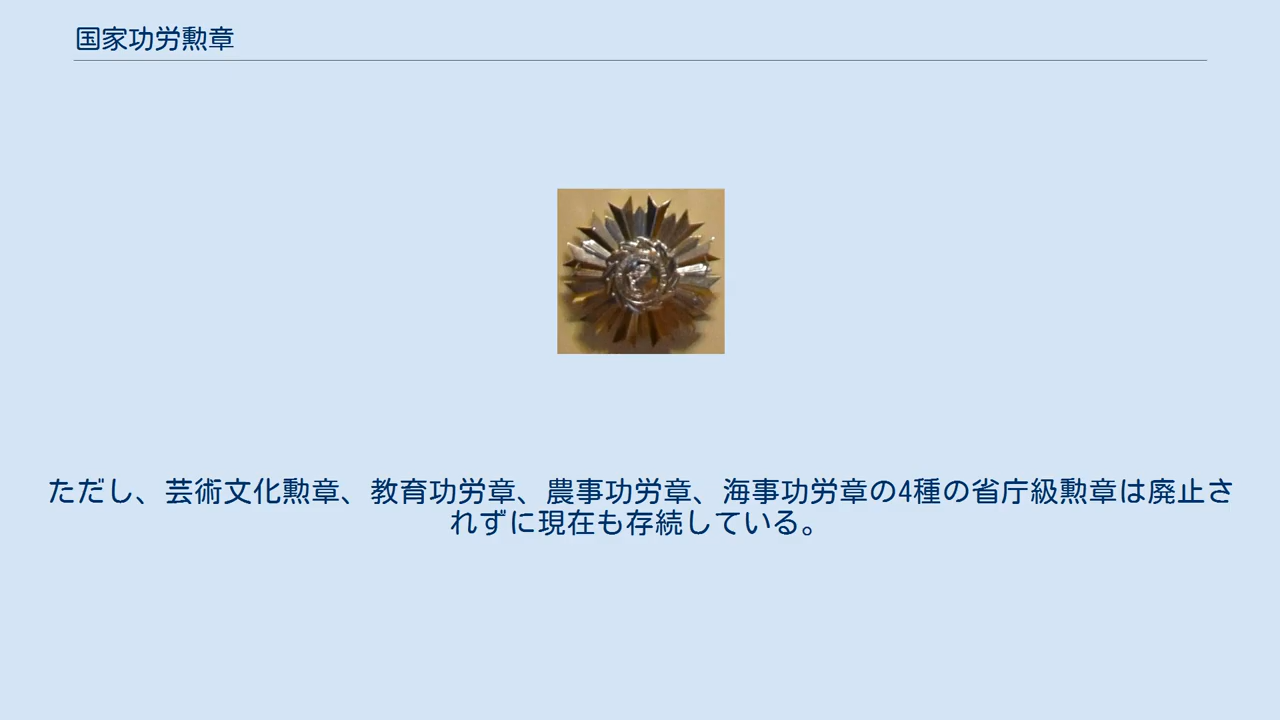 国家功労勲章
ただし、芸術文化勲章、教育功労章、農事功労章、海事功労章の4種の省庁級勲章は廃止さ
れずに現在も存続している。